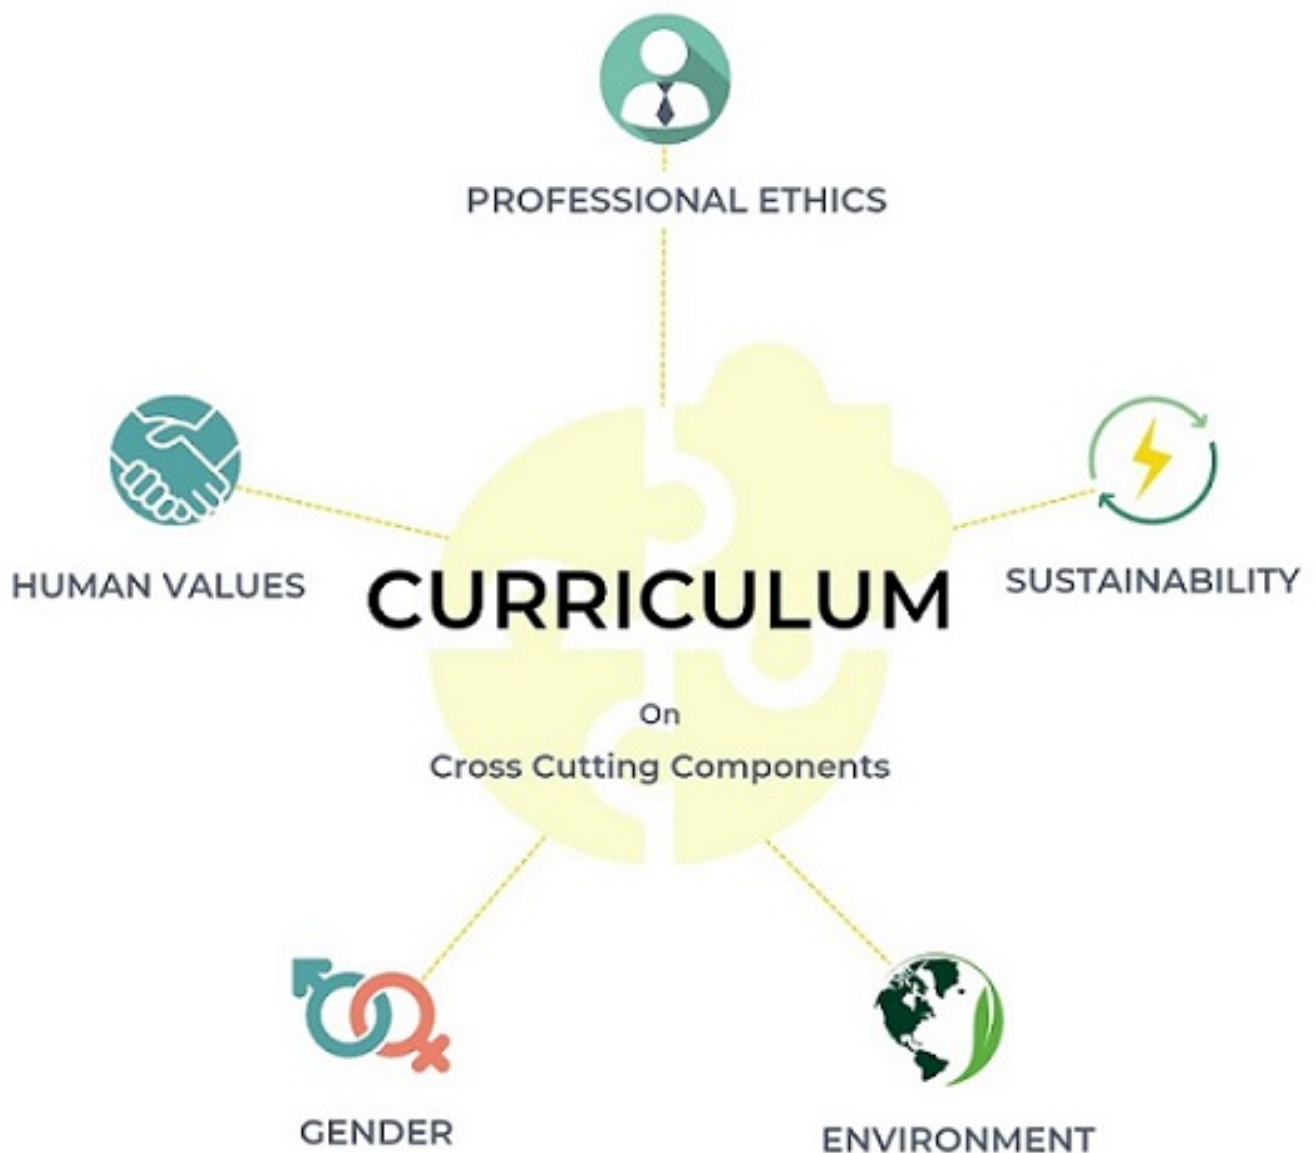 PROFESSIONAL ETHICS
HUMAN VALUES
SUSTAINABILITY
CURRICULUM
On
Cross Cutting Components
GENDER
ENVIRONMENT